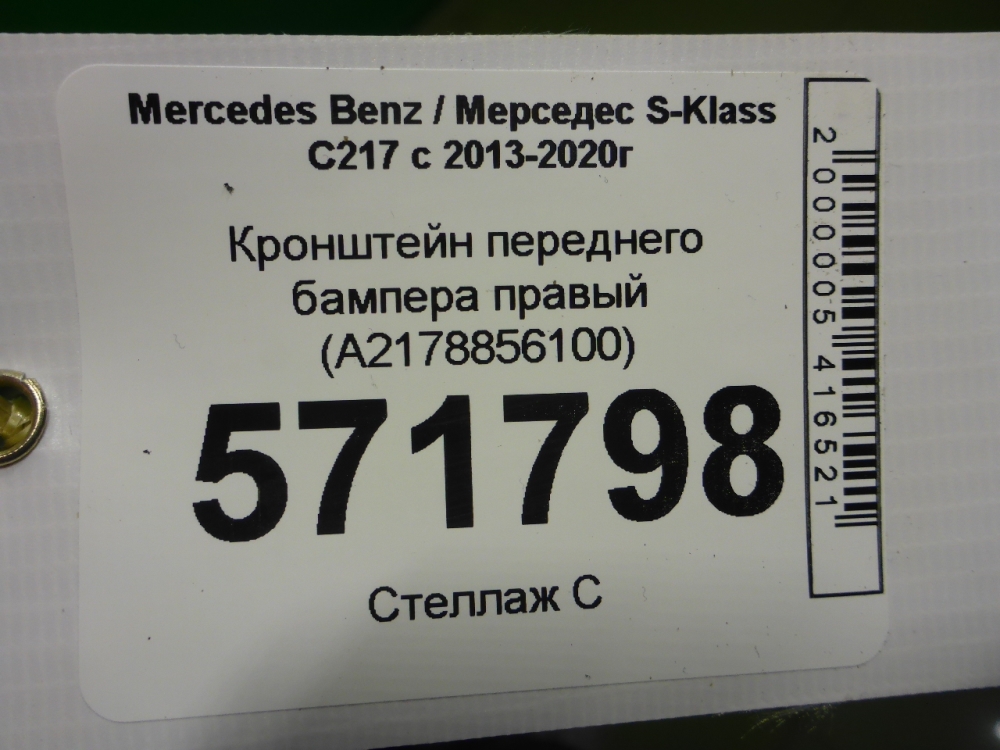 Mercedes Benz / Мерседес S-Klass
C217 с 2013-2020г
Кронштейн переднего
бампера правый
(A2178856100)
571798
Стеллаж С
2000005416521